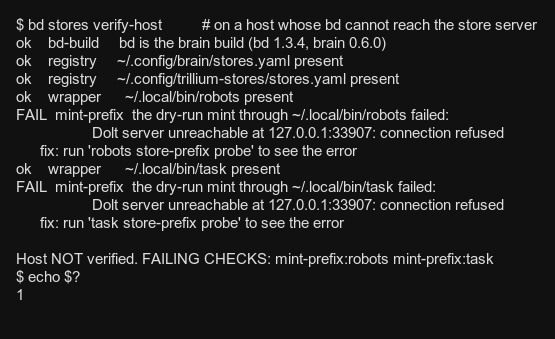 $ bd stores verify-host # on a host whose bd cannot reach the store server
ok bd-build bd is the brain build (bd 1.3.4, brain 0.6.0)
ok registry ~/.config/brain/stores.yaml present
ok registry ~/.config/trillium-stores/stores.yaml present
ok wrapper ~/.local/bin/robots present
FAIL mint-prefix the dry-run mint through ~/.local/bin/robots failed:
Dolt server unreachable at 127.0.0.1:33907: connection refused
fix: run 'robots store-prefix probe' to see the error
ok wrapper ~/.local/bin/task present
FAIL mint-prefix the dry-run mint through ~/.local/bin/task failed:
Dolt server unreachable at 127.0.0.1:33907: connection refused
fix: run 'task store-prefix probe' to see the error
Host NOT verified. FAILING CHECKS: mint-prefix:robots mint-prefix:task
$ echo $?
1